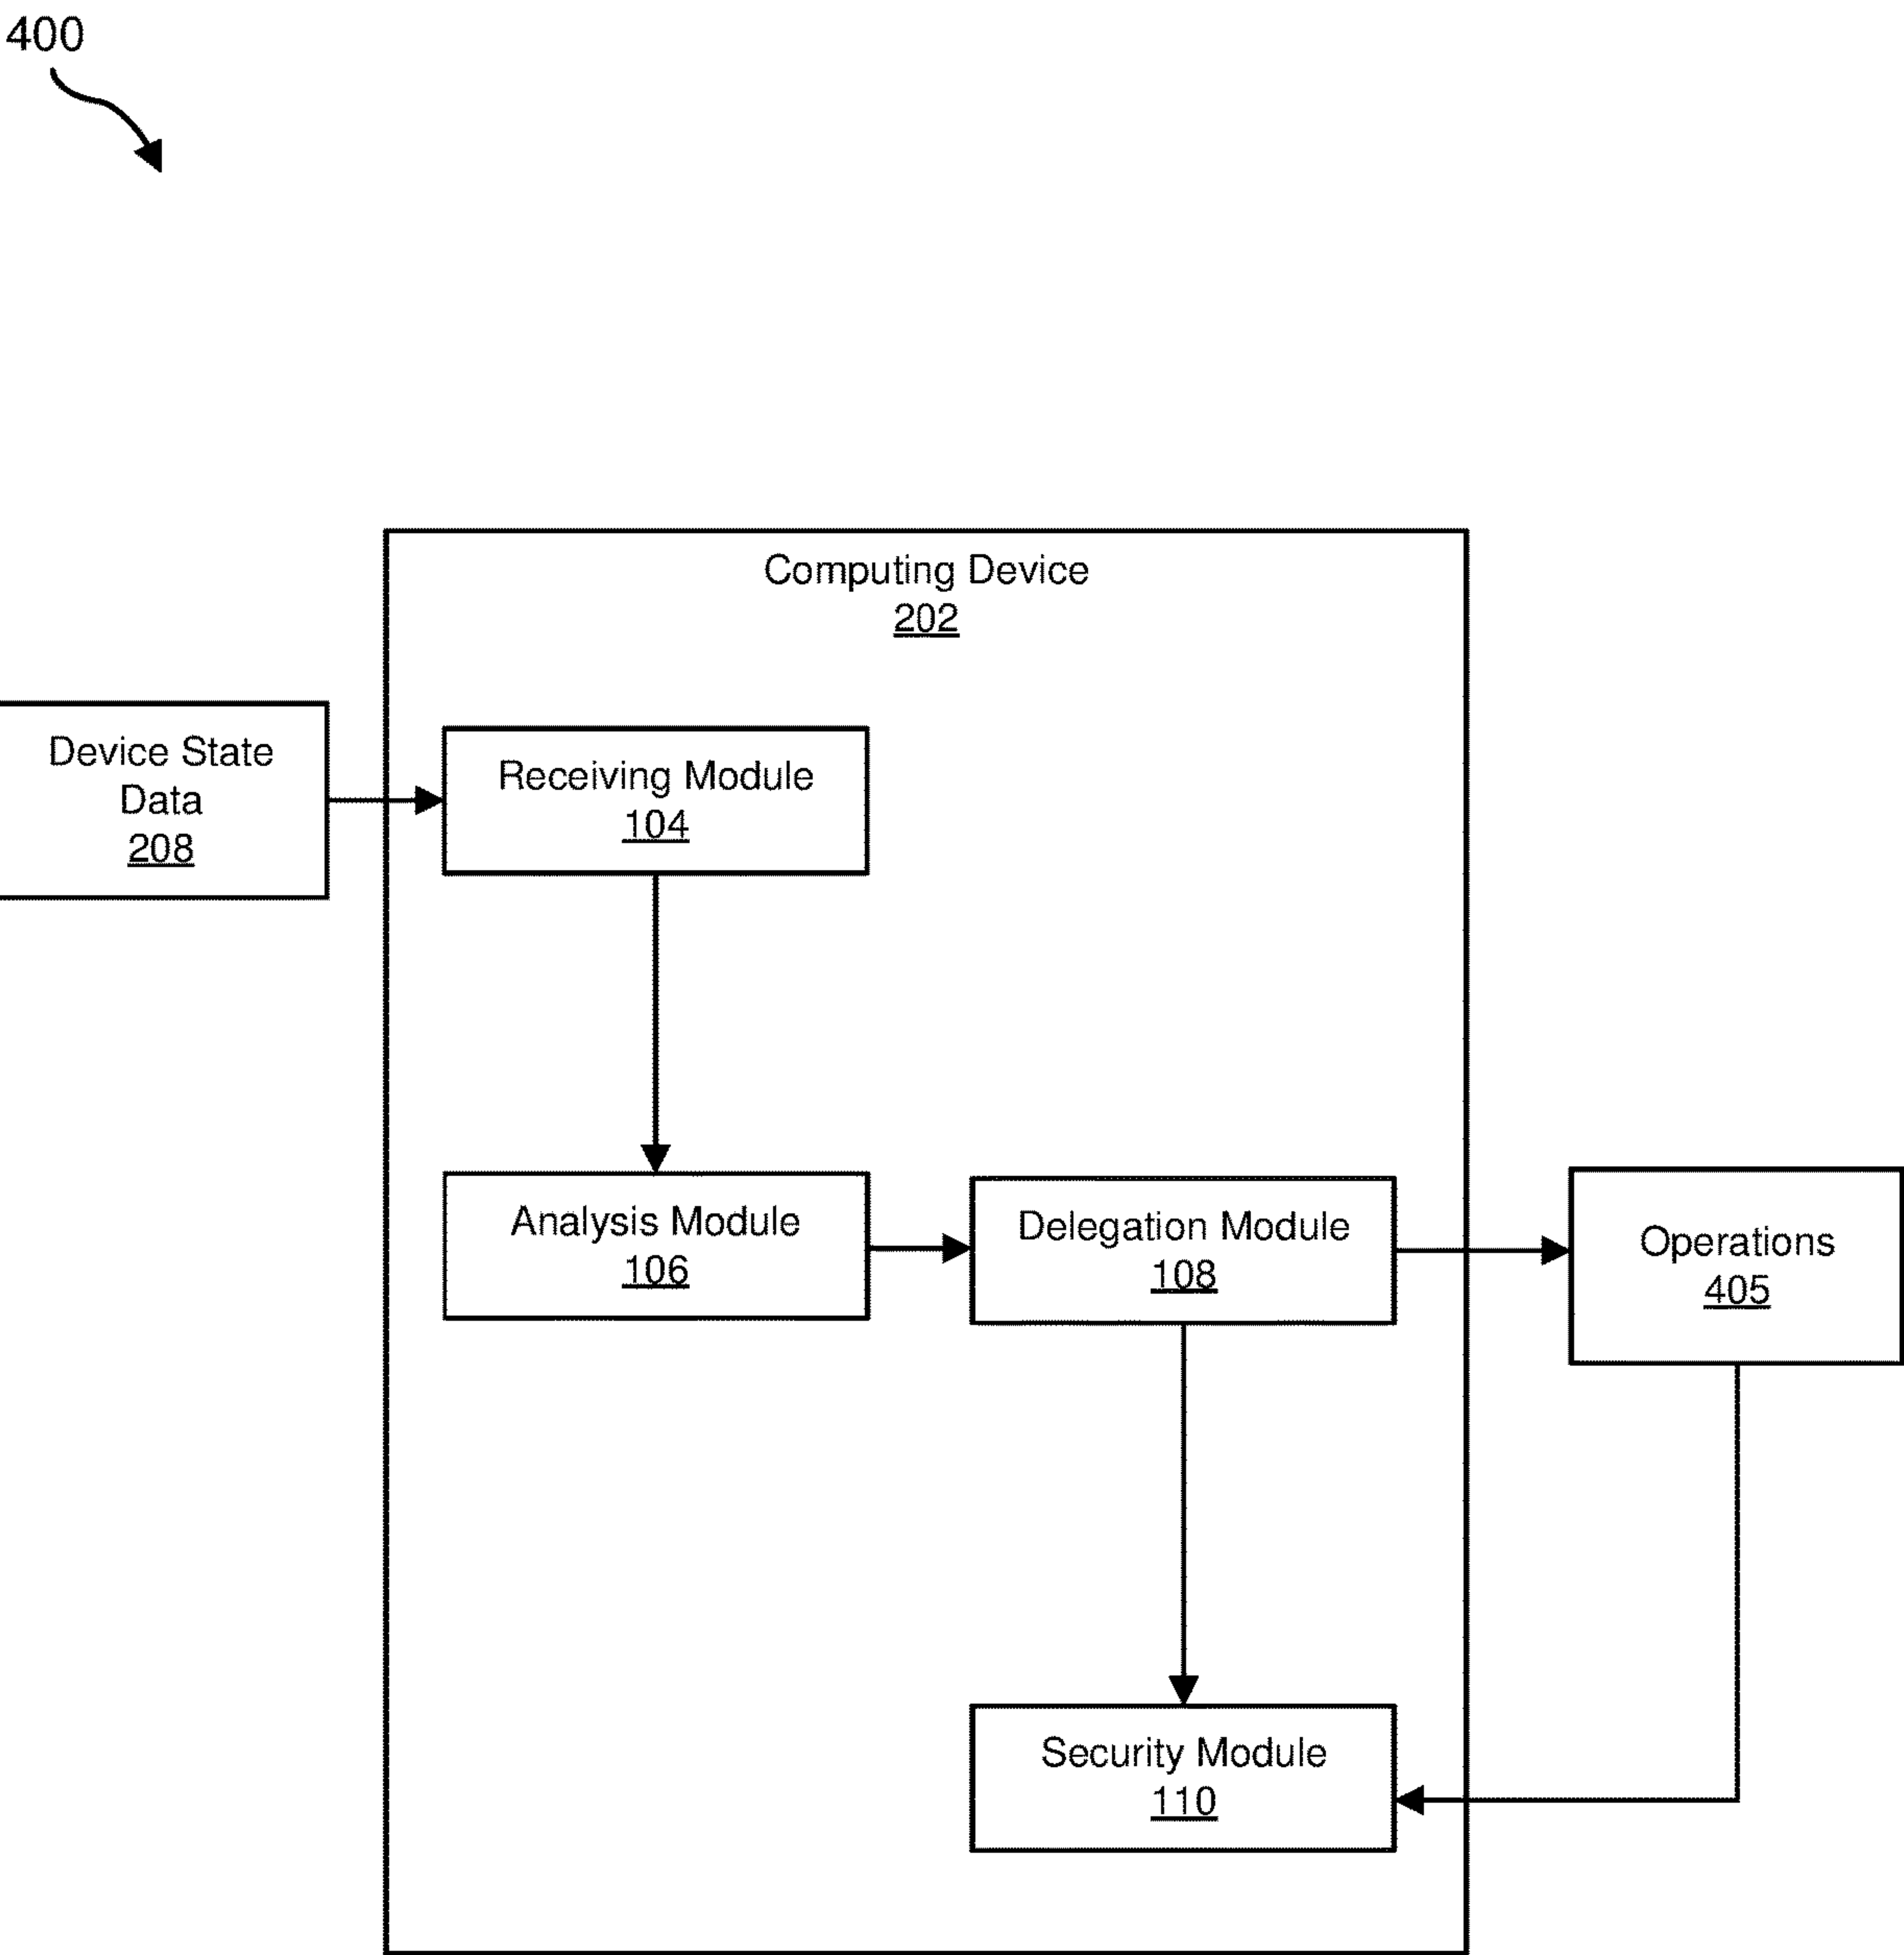 400
Computing Device
202
Device State
Data
208
Receiving Module
104
Analysis Module
106
Delegation Module
108
Operations
405
Security Module
110